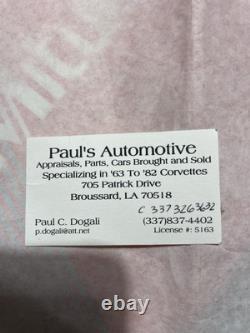 Paul's Automotive
Appraisals, Parts, Cars Brought and Sold
Specializing in '63 To '82 Corvettes
705 Patrick Drive
Broussard, LA 70518
C 337 326 3632
Paul C. Dogali (337)837-4402
p.dogali@att.net License #: 5163
ebay